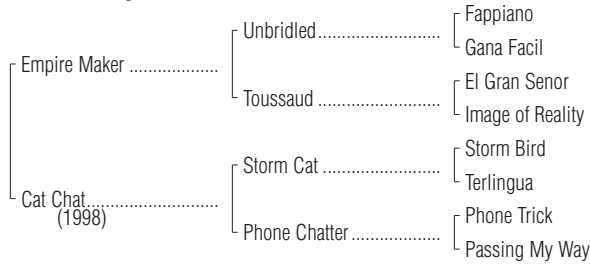 Fappiano
Unbridled
Gana Facil
Empire Maker
El Gran Senor
Toussaud
Image of Reality
Storm Bird
Storm Cat
Terlingua
Cat Chat
(1998)
Phone Trick
Phone Chatter
Passing My Way